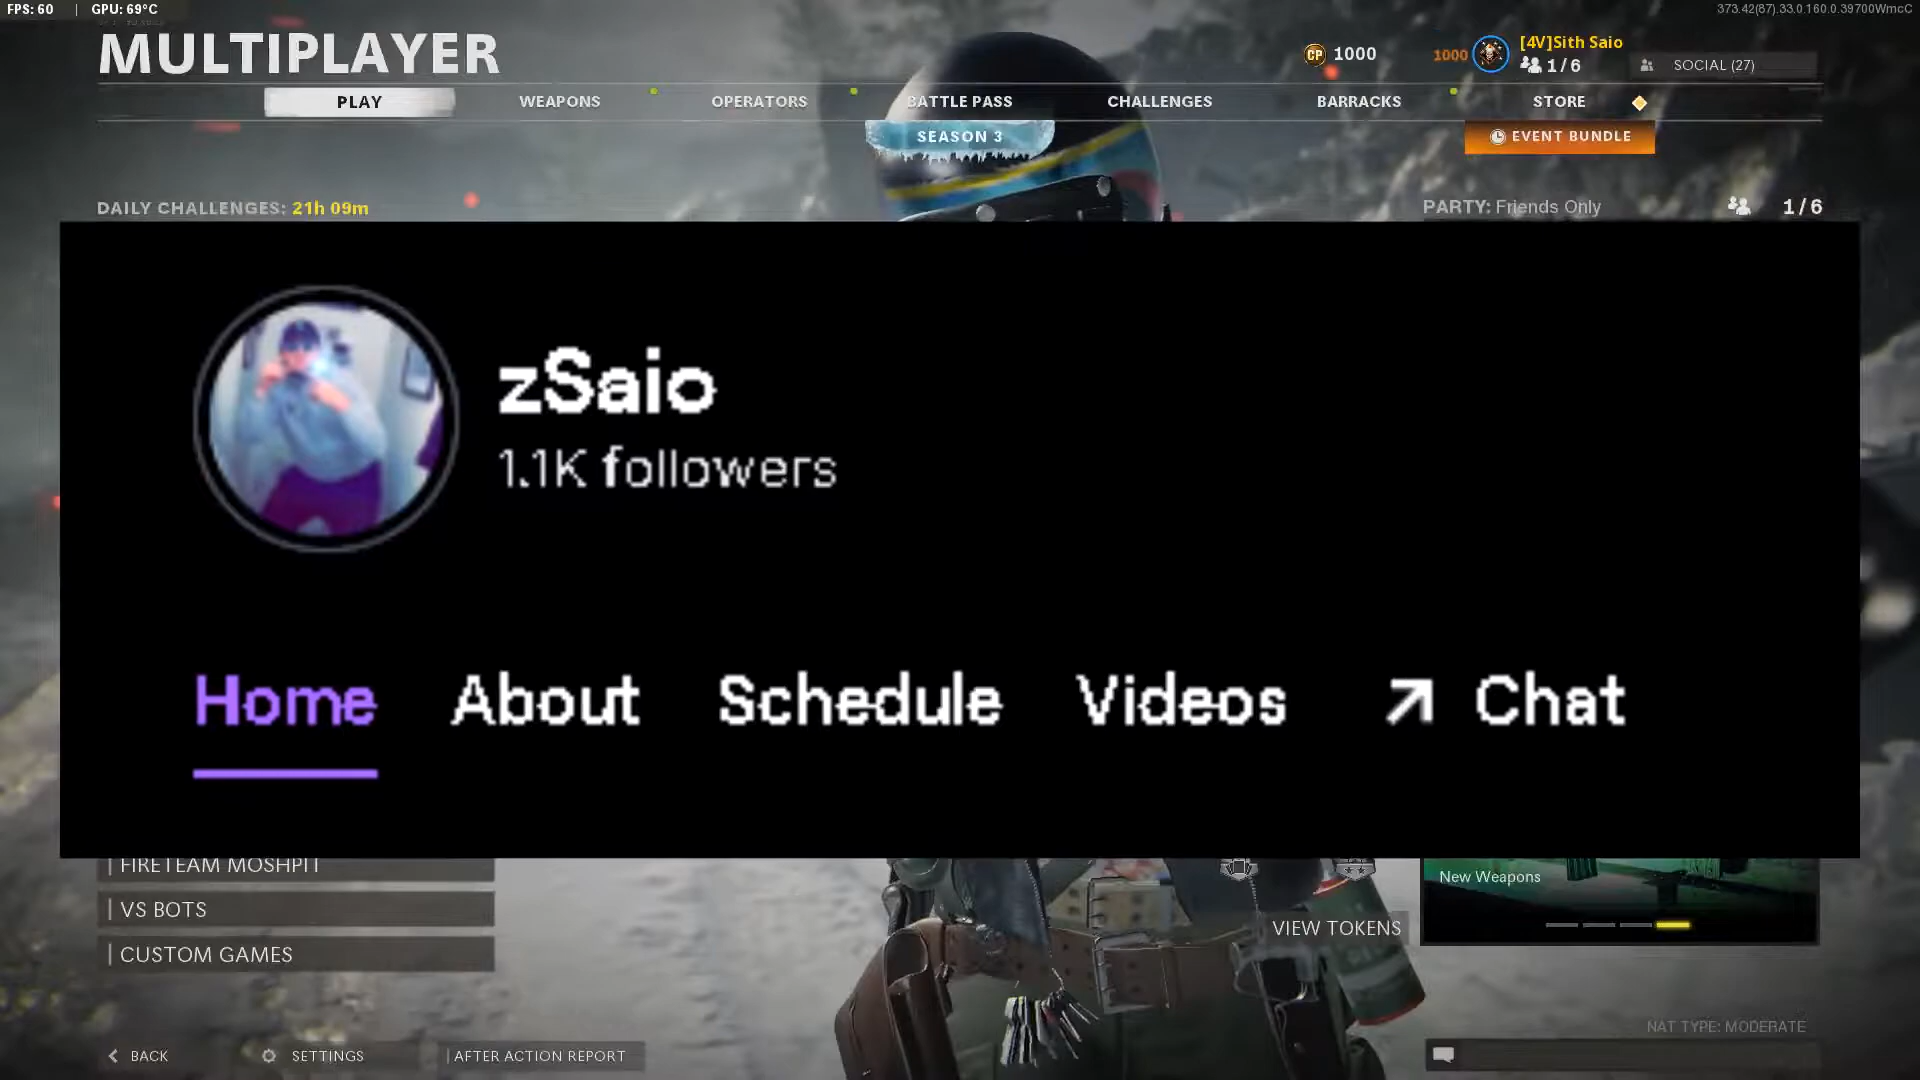 FPS: 60 | GPU: 69°C
373.42(87).33.0.160.0.39700WmcC
MULTIPLAYER
CP 1000
1000
[4V]Sith Saio
1/6
SOCIAL (27)
PLAY
WEAPONS
OPERATORS
BATTLE PASS
CHALLENGES
BARRACKS
STORE
SEASON 3
EVENT BUNDLE
DAILY CHALLENGES: 21h 09m
PARTY: Friends Only
1/6
zSaio
1.1K followers
Home
About
Schedule
Videos
Chat
FIRETEAM MOSHPIT
VS BOTS
CUSTOM GAMES
New Weapons
VIEW TOKENS
NAT TYPE: MODERATE
BACK
SETTINGS
AFTER ACTION REPORT